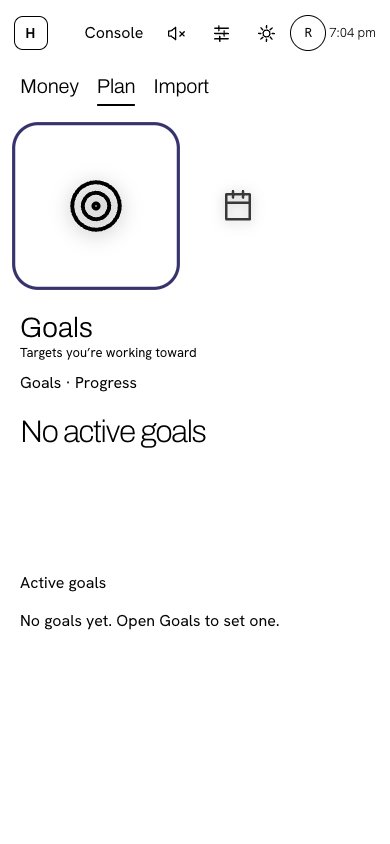 H Console R 7:04 pm
Money Plan Import
Goals
Targets you’re working toward
Goals · Progress
No active goals
Active goals
No goals yet. Open Goals to set one.